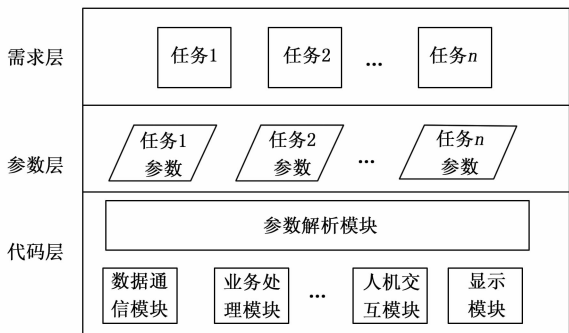 需求层
任务1
任务2
...
任务n
参数层
任务1
参数
任务2
参数
...
任务n
参数
代码层
参数解析模块
数据通
信模块
业务处
理模块
...
人机交
互模块
显示
模块